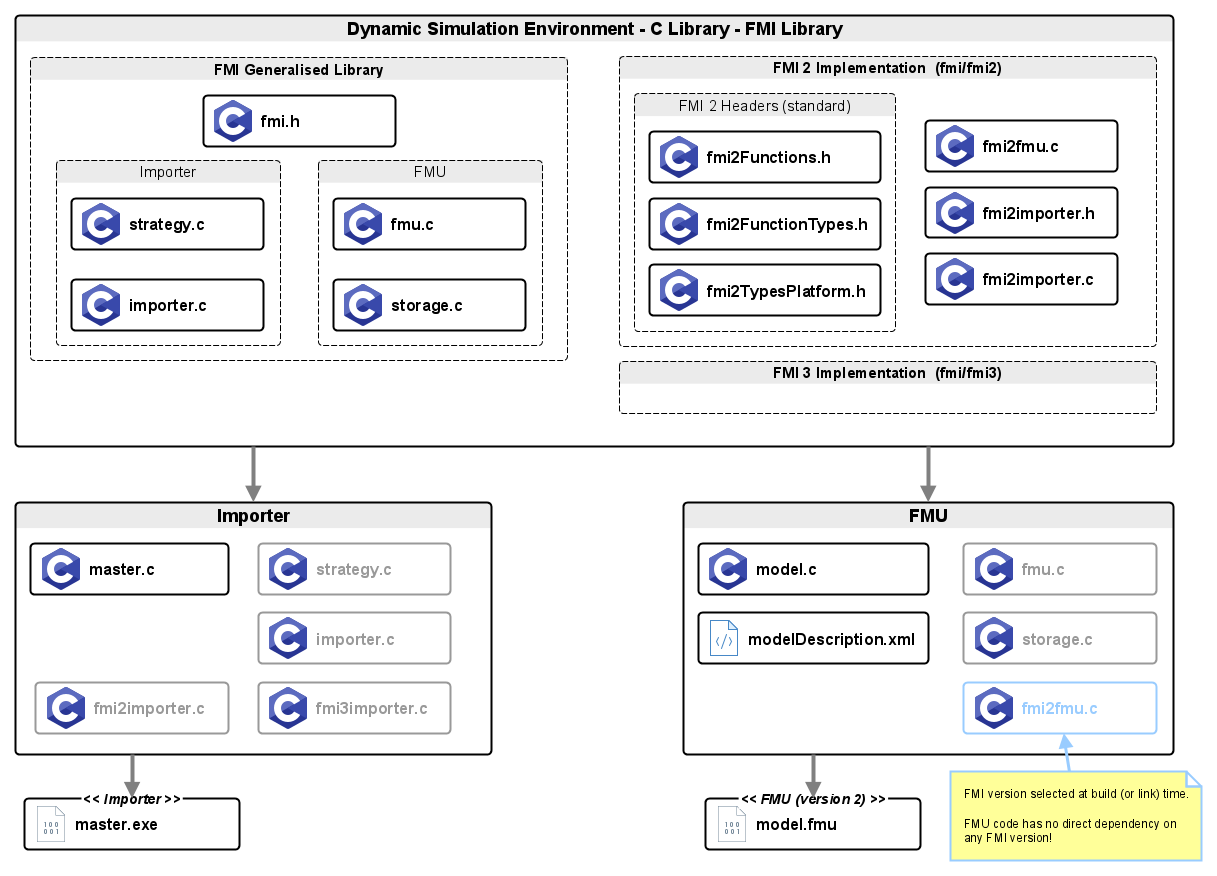 Dynamic Simulation Environment - C Library - FMI Library
FMI Generalised Library
fmi.h
Importer
strategy.c
importer.c
FMU
fmu.c
storage.c
FMI 2 Implementation (fmi/fmi2)
FMI 2 Headers (standard)
fmi2Functions.h
fmi2FunctionTypes.h
fmi2TypesPlatform.h
fmi2fmu.c
fmi2importer.h
fmi2importer.c
FMI 3 Implementation (fmi/fmi3)
Importer
master.c
strategy.c
importer.c
fmi2importer.c
fmi3importer.c
<< Importer >>
100
001
master.exe
FMU
model.c
fmu.c
modelDescription.xml
storage.c
fmi2fmu.c
<< FMU (version 2) >>
100
001
model.fmu
FMI version selected at build (or link) time.
FMU code has no direct dependency on
any FMI version!